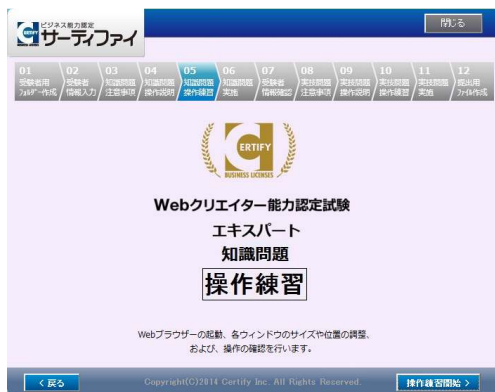 ビジネス能力認定
サーティファイ
閉じる
01 受験者用 フォルダー作成
02 受験者 情報入力
03 知識問題 注意事項
04 知識問題 操作説明
05 知識問題 操作練習
06 知識問題 実施
07 受験者 情報確認
08 実技問題 注意事項
09 実技問題 操作説明
10 実技問題 操作練習
11 実技問題 実施
12 提出用 ファイル作成
CERTIFY
BUSINESS LICENSES
Webクリエイター能力認定試験
エキスパート
知識問題
操作練習
Webブラウザーの起動、各ウィンドウのサイズや位置の調整、
および、操作の確認を行います。
< 戻る
Copyright(C)2014 Certify Inc. All Rights Reserved.
操作練習開始 >